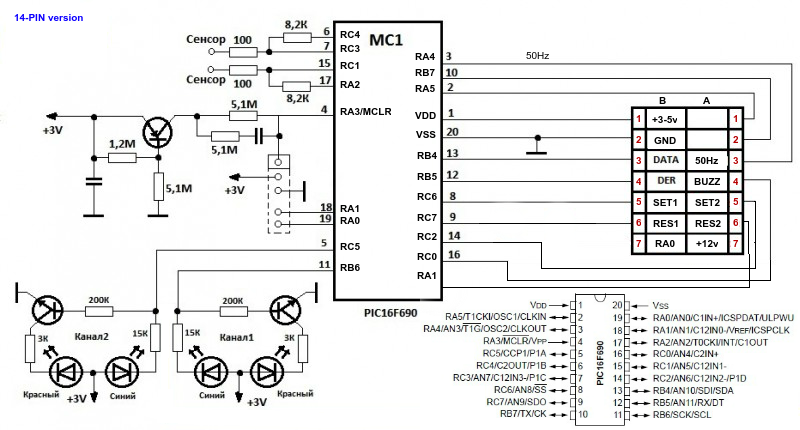 14-PIN version
MC1
8,2K
6
RC4
Сенсор
100
7
RC3
15
RC1
Сенсор
100
17
RA2
8,2K
RA4
3
50Hz
RB7
10
RA5
2
5,1M
4
RA3/MCLR
VDD
1
+3V
1,2M
5,1M
VSS
20
RB4
13
RB5
12
5,1M
+3V
RC6
8
18
RA1
19
RA0
RC7
9
RC2
14
5
RC5
RC0
16
11
RB6
RA1
PIC16F690
B A
1 +3-5v 1
2 GND 2
3 DATA 50Hz 3
4 DER BUZZ 4
5 SET1 SET2 5
6 RES1 RES2 6
7 RA0 +12v 7
200K
200K
3K
Канал2
15K
15K
Канал1
3K
Красный
+3V
Синий
Синий
+3V
Красный
PIC16F690
VDD 1
20 VSS
RA5/T1CKI/OSC1/CLKIN 2
19 RA0/AN0/C1IN+/ICSPDAT/ULPWU
RA4/AN3/T1G/OSC2/CLKOUT 3
18 RA1/AN1/C12IN0-/VREF/ICSPCLK
RA3/MCLR/VPP 4
17 RA2/AN2/T0CKI/INT/C1OUT
RC5/CCP1/P1A 5
16 RC0/AN4/C2IN+
RC4/C2OUT/P1B 6
15 RC1/AN5/C12IN1-
RC3/AN7/C12IN3-/P1C 7
14 RC2/AN6/C12IN2-/P1D
RC6/AN8/SS 8
13 RB4/AN10/SDI/SDA
RC7/AN9/SDO 9
12 RB5/AN11/RX/DT
RB7/TX/CK 10
11 RB6/SCK/SCL